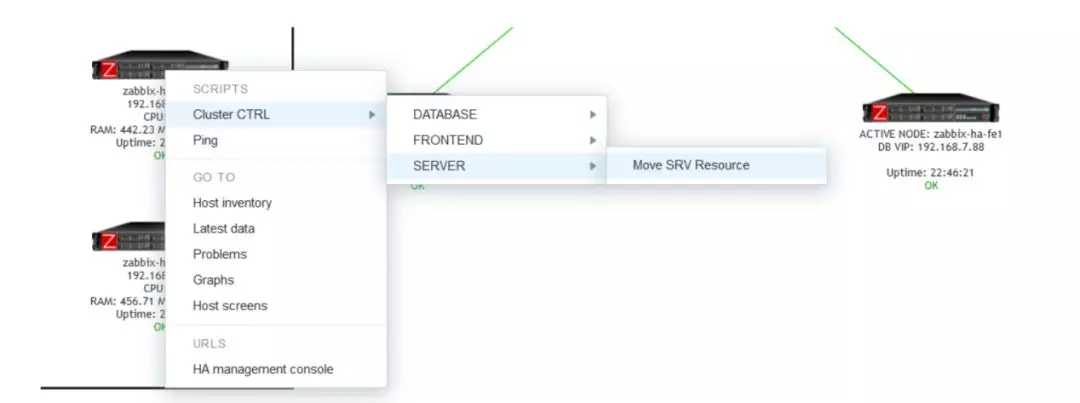 Z
zabbix-ha
192.168
CPU
RAM: 442.23 M
Uptime: 2
OK
SCRIPTS
Cluster CTRL
Ping
GO TO
Host inventory
Latest data
Problems
Graphs
Host screens
URLS
HA management console
DATABASE
FRONTEND
SERVER
Move SRV Resource
OK
Z
ACTIVE NODE: zabbix-ha-fe1
DB VIP: 192.168.7.88
Uptime: 22:46:21
OK
Z
zabbix-h
192.168
CPU
RAM: 456.71 M
Uptime: 2
OK